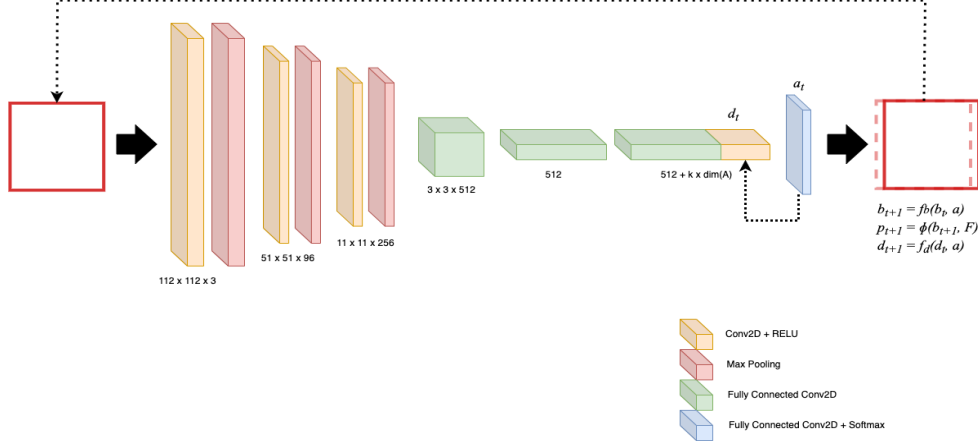 a_t
d_t
3 x 3 x 512
512
512 + k x dim(A)
11 x 11 x 256
51 x 51 x 96
112 x 112 x 3
b_{t+1} = fb(b_t, a)
p_{t+1} = ϕ(b_{t+1}, F)
d_{t+1} = f_d(d_t, a)
Conv2D + RELU
Max Pooling
Fully Connected Conv2D
Fully Connected Conv2D + Softmax